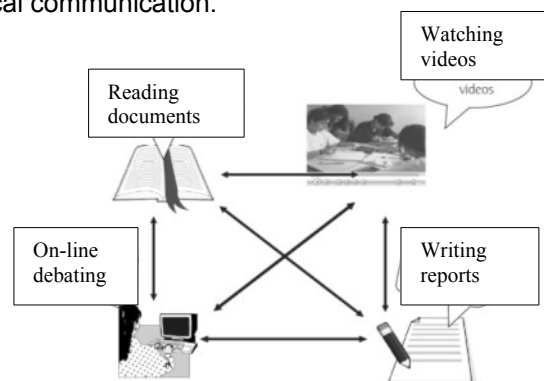 cal communication.
Watching
videos
videos
Reading
documents
On-line
debating
Writing
reports